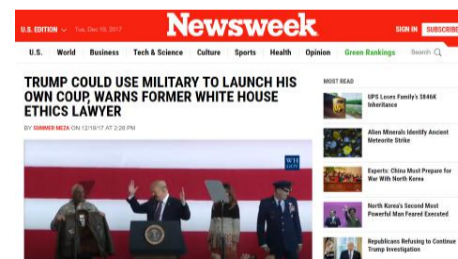 U.S. EDITION Tue, Dec 19, 2017
Newsweek
SIGN IN SUBSCRIBE
U.S. World Business Tech & Science Culture Sports Health Opinion Green Rankings Search
TRUMP COULD USE MILITARY TO LAUNCH HIS
OWN COUP, WARNS FORMER WHITE HOUSE
ETHICS LAWYER
BY SUMMER MEZA ON 12/18/17 AT 2:28 PM
WH
.GOV
MOST READ
UPS Loses Family's $846K
Inheritance
Alien Minerals Identify Ancient
Meteorite Strike
Experts: China Must Prepare for
War With North Korea
North Korea's Second Most
Powerful Man Feared Executed
Republicans Refusing to Continue
Trump Investigation